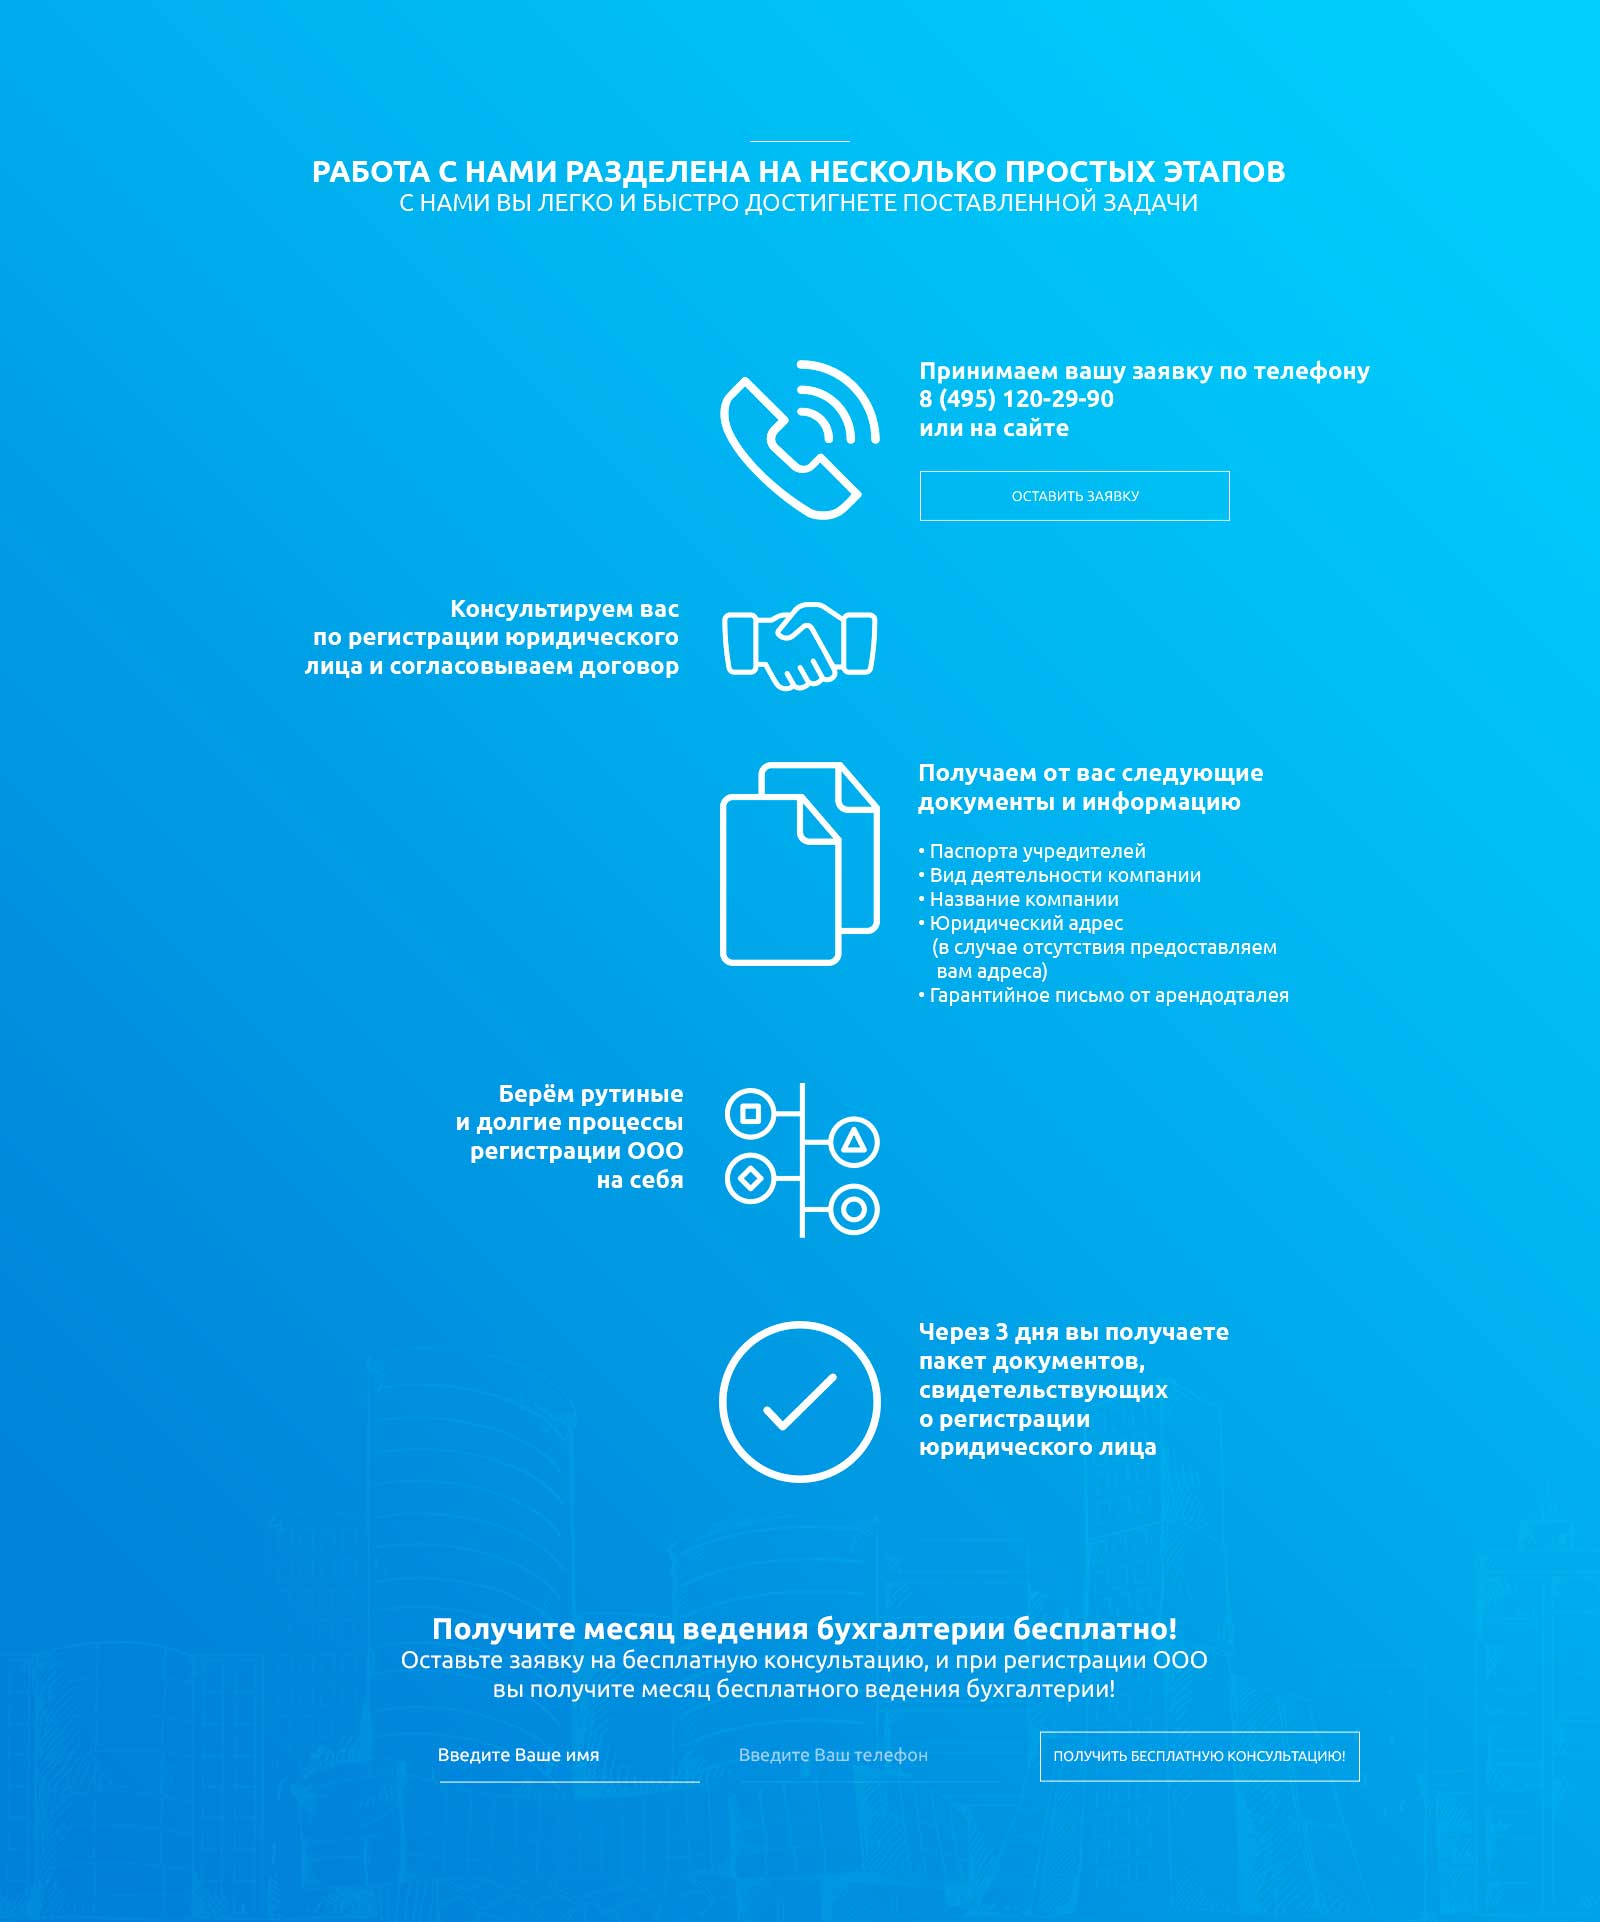 РАБОТА С НАМИ РАЗДЕЛЕНА НА НЕСКОЛЬКО ПРОСТЫХ ЭТАПОВ
С НАМИ ВЫ ЛЕГКО И БЫСТРО ДОСТИГНЕТЕ ПОСТАВЛЕННОЙ ЗАДАЧИ
Принимаем вашу заявку по телефону
8 (495) 120-29-90
или на сайте
ОСТАВИТЬ ЗАЯВКУ
Консультируем вас
по регистрации юридического
лица и согласовываем договор
Получаем от вас следующие
документы и информацию
• Паспорта учредителей
• Вид деятельности компании
• Название компании
• Юридический адрес
(в случае отсутствия предоставляем
вам адреса)
• Гарантийное письмо от арендодталея
Берём рутиные
и долгие процессы
регистрации ООО
на себя
Через 3 дня вы получаете
пакет документов,
свидетельствующих
о регистрации
юридического лица
Получите месяц ведения бухгалтерии бесплатно!
Оставьте заявку на бесплатную консультацию, и при регистрации ООО
вы получите месяц бесплатного ведения бухгалтерии!
Введите Ваше имя
Введите Ваш телефон
ПОЛУЧИТЬ БЕСПЛАТНУЮ КОНСУЛЬТАЦИЮ!